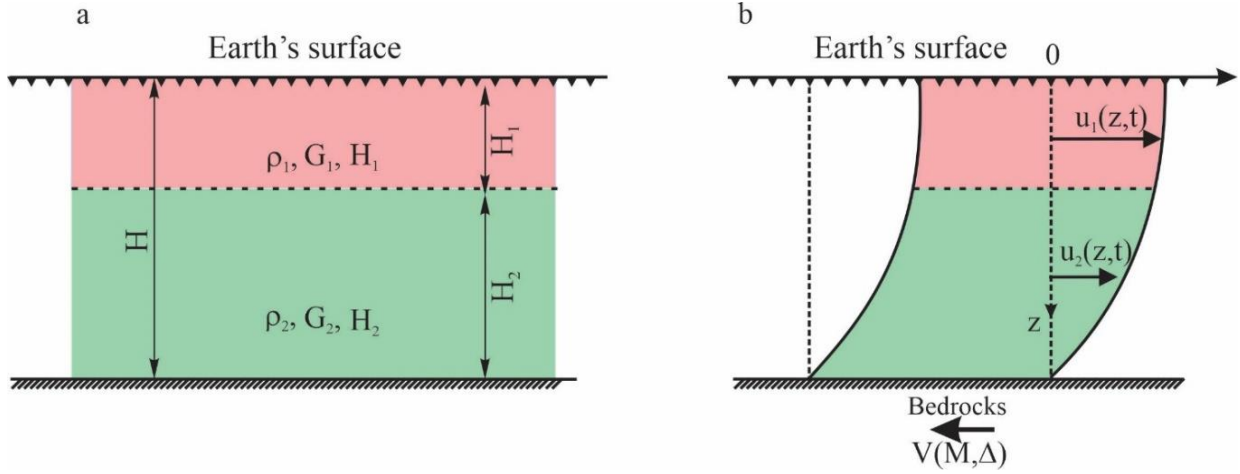 a
Earth's surface
ρ₁, G₁, H₁
H₁
H
H₂
ρ₂, G₂, H₂
b
Earth's surface
0
u₁(z,t)
u₂(z,t)
z
Bedrocks
V(M,Δ)